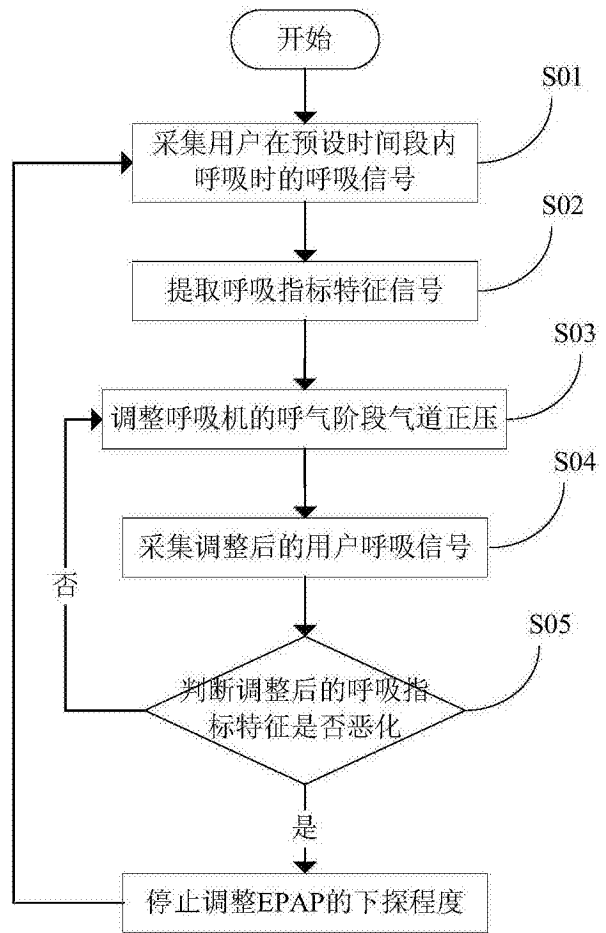 开始
S01
采集用户在预设时间段内
呼吸时的呼吸信号
S02
提取呼吸指标特征信号
S03
调整呼吸机的呼气阶段气道正压
S04
采集调整后的用户呼吸信号
否
S05
判断调整后的呼吸指
标特征是否恶化
是
停止调整EPAP的下探程度